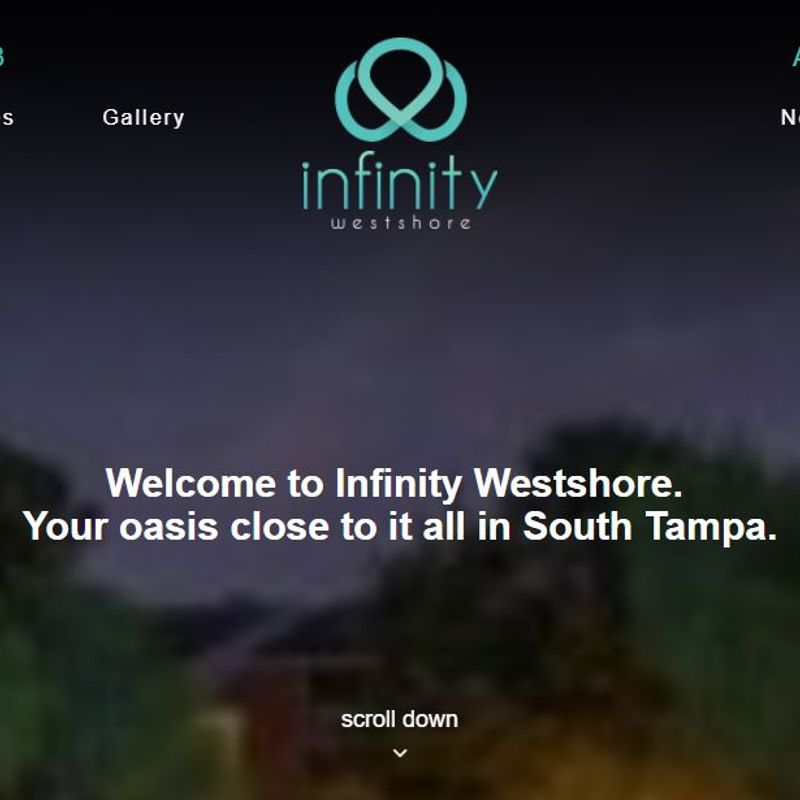 Gallery
infinity
westshore
Welcome to Infinity Westshore.
Your oasis close to it all in South Tampa.
scroll down